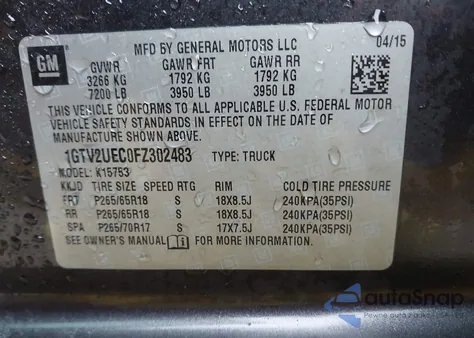 MFD BY GENERAL MOTORS LLC 04/15
GM GVWR GAWR FRT GAWR RR
3266 KG 1792 KG 1792 KG
7200 LB 3950 LB 3950 LB
THIS VEHICLE CONFORMS TO ALL APPLICABLE U.S. FEDERAL MOTOR
VEHICLE SAFETY STANDARDS IN EFFECT ON THE DATE OF
MANUFACTURE SHOWN ABOVE.
1GTV2UEC0FZ302483 TYPE: TRUCK
MODEL: K15753
KKJD TIRE SIZE SPEED RTG RIM COLD TIRE PRESSURE
FRT P265/65R18 S 18X8.5J 240KPA(35PSI)
RR P265/65R18 S 18X8.5J 240KPA(35PSI)
SPA P265/70R17 S 17X7.5J 240KPA(35PSI)
SEE OWNER'S MANUAL FOR MORE INFORMATION.
autoSnap